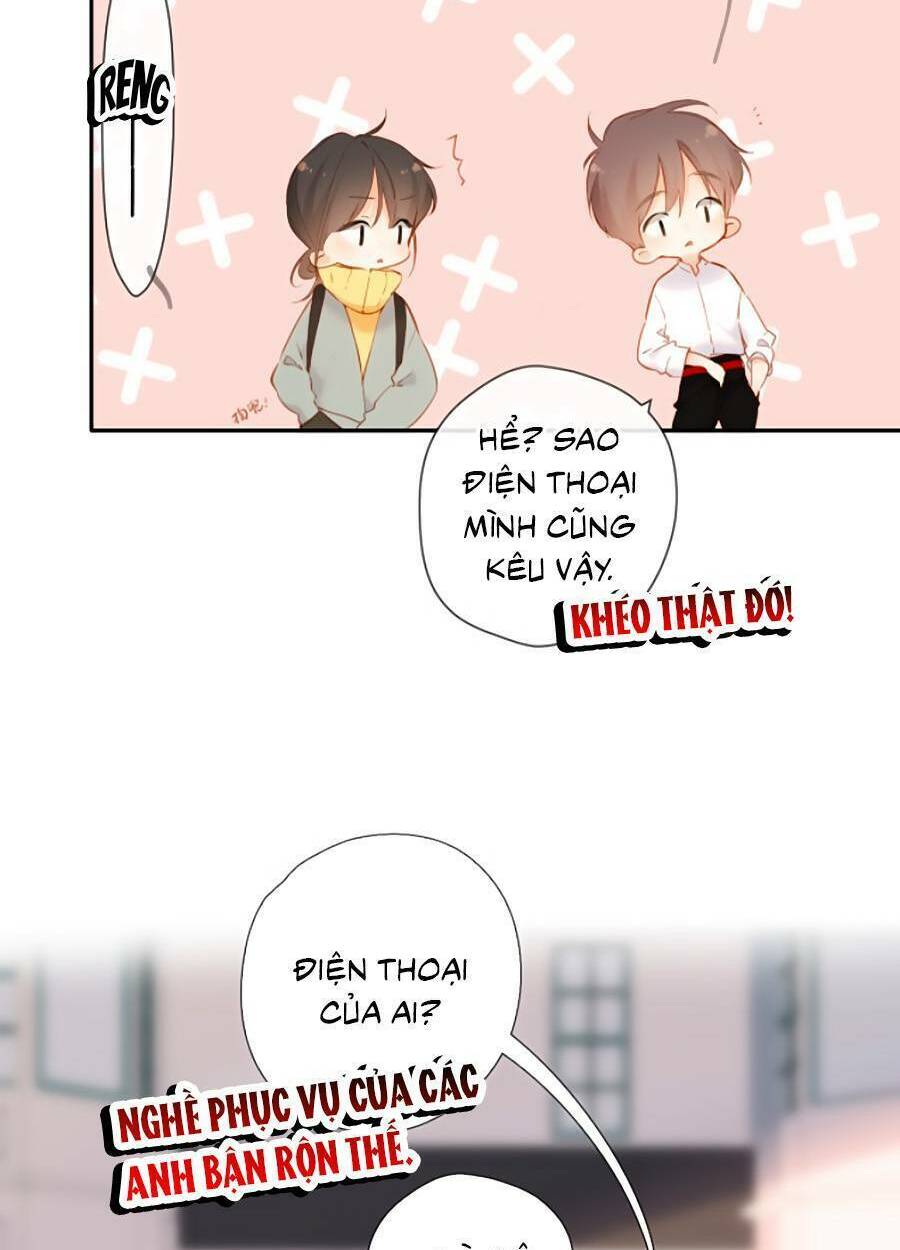 RENG
HỂ? SAO
ĐIỆN THOẠI
MÌNH CŨNG
KÊU VẬY.
KHÉO THẬT ĐÓ!
ĐIỆN THOẠI
CỦA AI?
NGHỀ PHỤC VỤ CỦA CÁC
ANH BẬN RỘN THẾ.